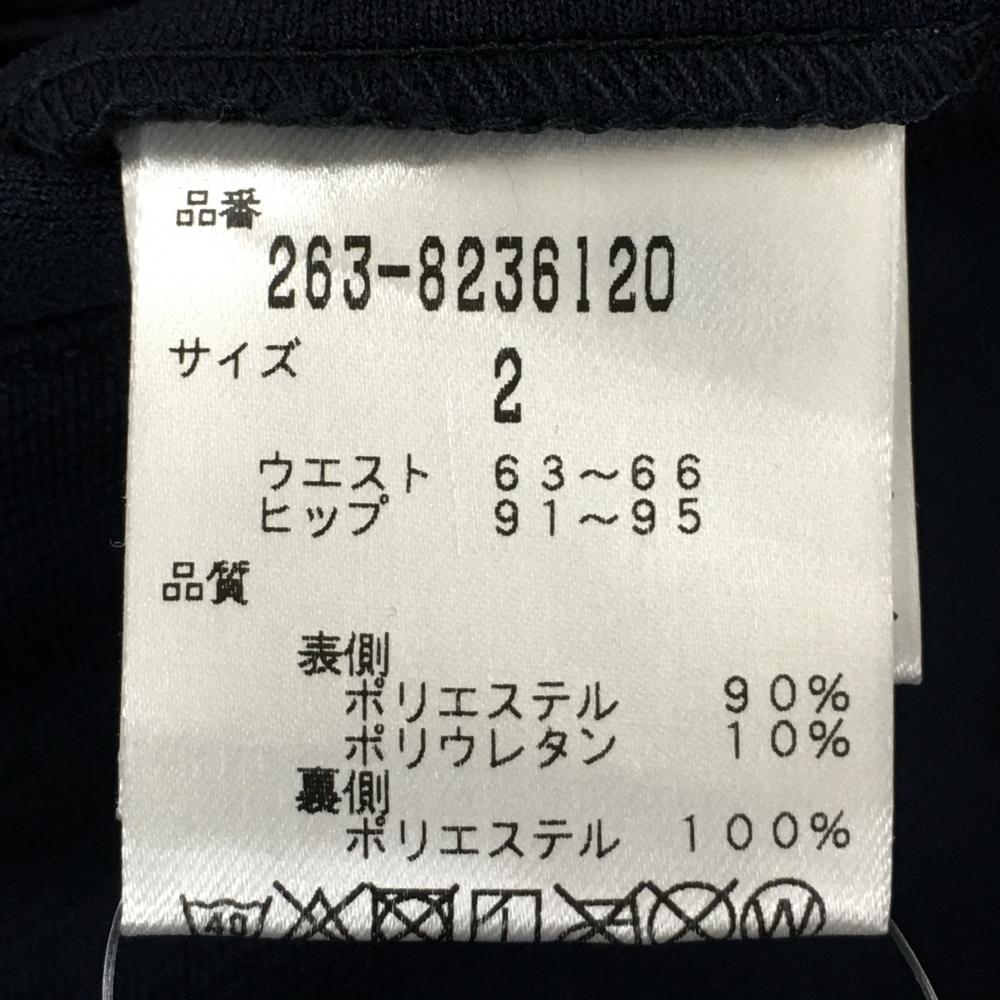 品番
263-8236120
サイズ 2
ウエスト 63～66
ヒップ 91～95
品質
表側
ポリエステル 90%
ポリウレタン 10%
裏側
ポリエステル 100%
40 W